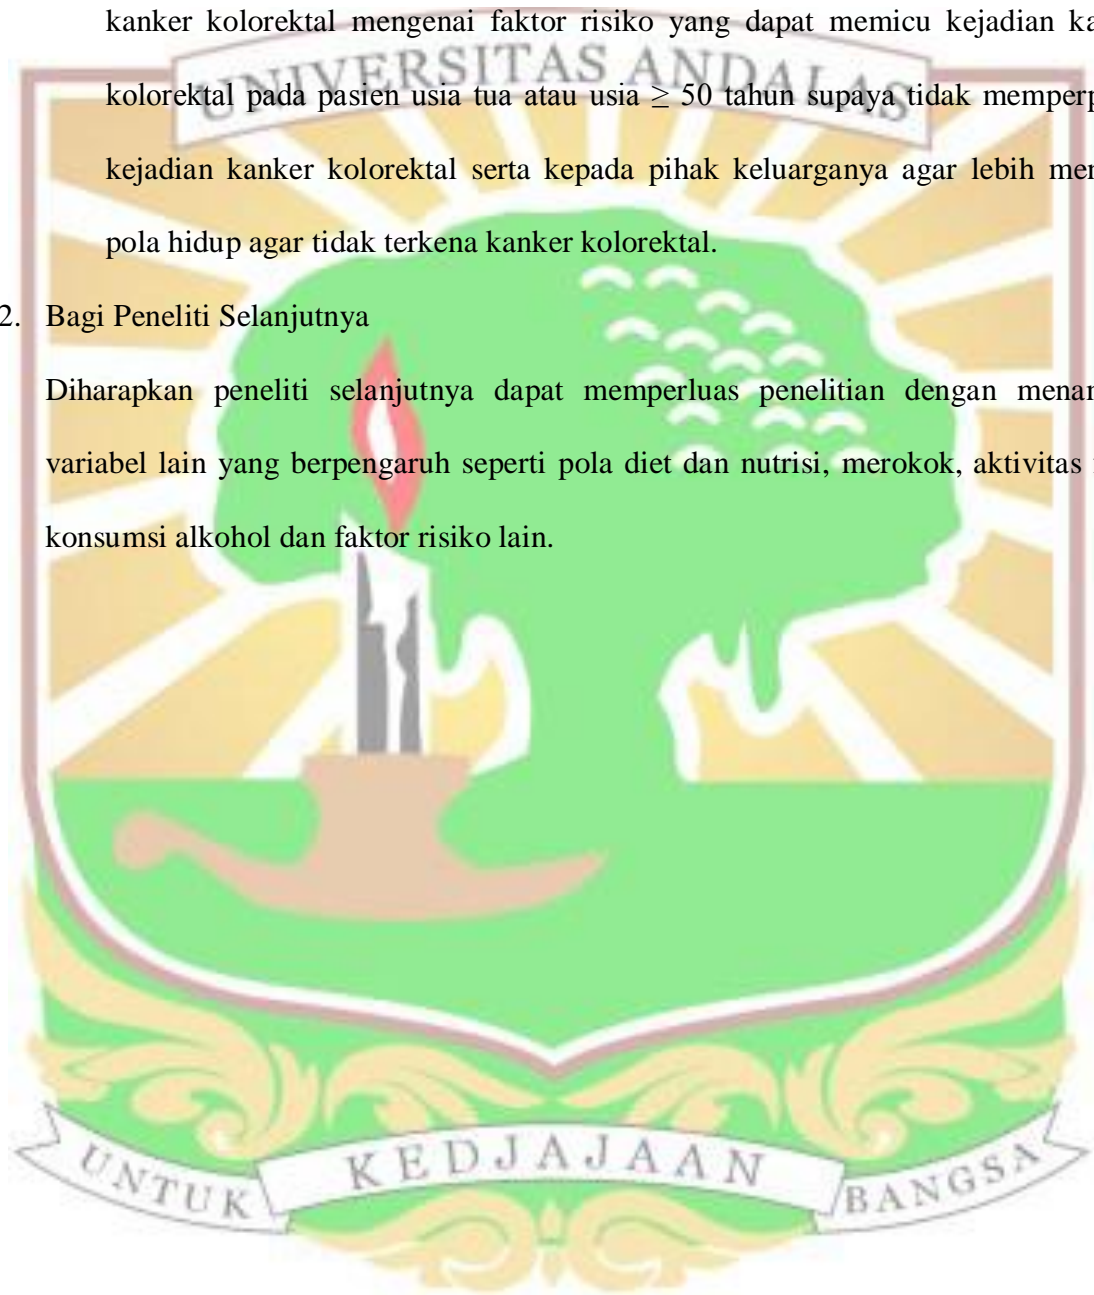 kanker kolorektal mengenai faktor risiko yang dapat memicu kejadian ka
UNIVERSITAS ANDALAS
kolorektal pada pasien usia tua atau usia ≥ 50 tahun supaya tidak memperp
kejadian kanker kolorektal serta kepada pihak keluarganya agar lebih mer
pola hidup agar tidak terkena kanker kolorektal.
2. Bagi Peneliti Selanjutnya
Diharapkan peneliti selanjutnya dapat memperluas penelitian dengan menar
variabel lain yang berpengaruh seperti pola diet dan nutrisi, merokok, aktivitas
konsumsi alkohol dan faktor risiko lain.
UNTUK KEDJAJAAN BANGSA